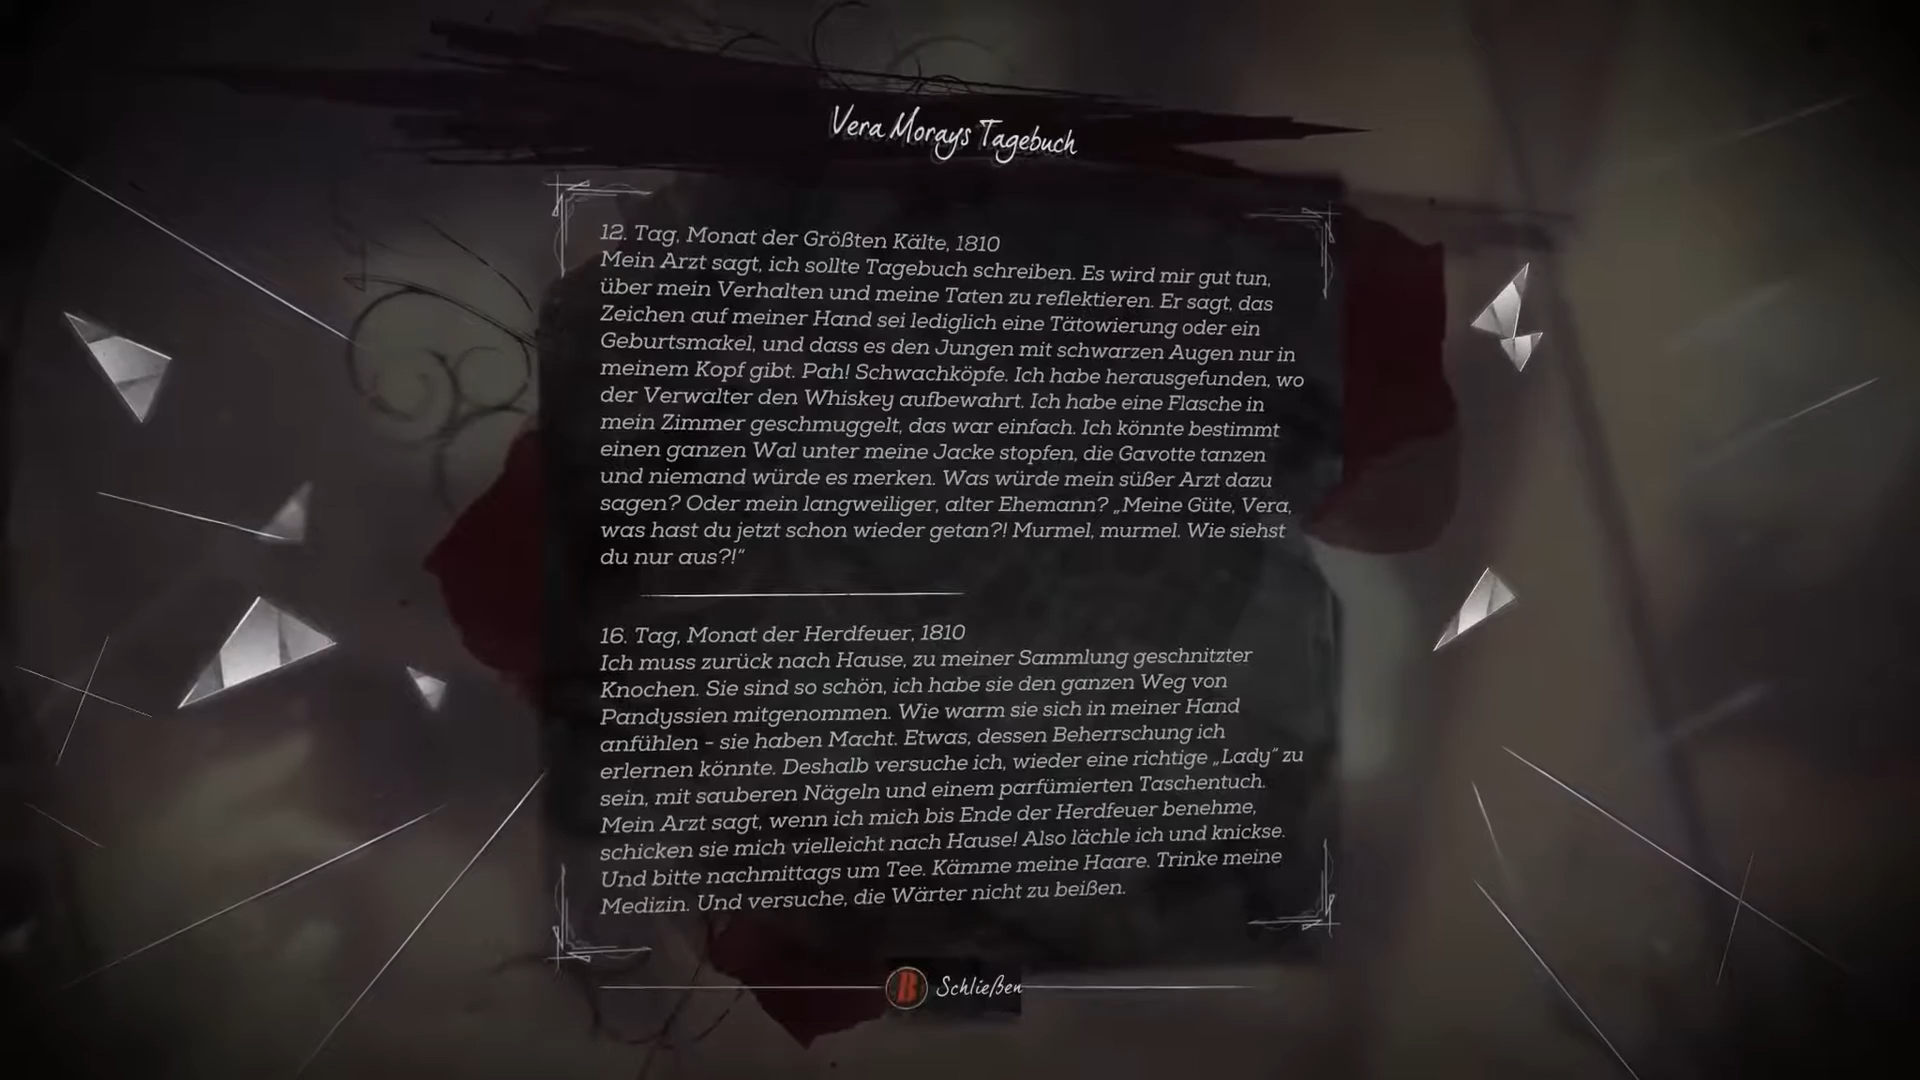 Vera Morays Tagebuch
12. Tag, Monat der Größten Kälte, 1810
Mein Arzt sagt, ich sollte Tagebuch schreiben. Es wird mir gut tun,
über mein Verhalten und meine Taten zu reflektieren. Er sagt, das
Zeichen auf meiner Hand sei lediglich eine Tätowierung oder ein
Geburtsmakel, und dass es den Jungen mit schwarzen Augen nur in
meinem Kopf gibt. Pah! Schwachköpfe. Ich habe herausgefunden, wo
der Verwalter den Whiskey aufbewahrt. Ich habe eine Flasche in
mein Zimmer geschmuggelt, das war einfach. Ich könnte bestimmt
einen ganzen Wal unter meine Jacke stopfen, die Gavotte tanzen
und niemand würde es merken. Was würde mein süßer Arzt dazu
sagen? Oder mein langweiliger, alter Ehemann? „Meine Güte, Vera,
was hast du jetzt schon wieder getan?! Murmel, murmel. Wie siehst
du nur aus?!“
16. Tag, Monat der Herdfeuer, 1810
Ich muss zurück nach Hause, zu meiner Sammlung geschnitzter
Knochen. Sie sind so schön, ich habe sie den ganzen Weg von
Pandyssien mitgenommen. Wie warm sie sich in meiner Hand
anfühlen - sie haben Macht. Etwas, dessen Beherrschung ich
erlernen könnte. Deshalb versuche ich, wieder eine richtige „Lady“ zu
sein, mit sauberen Nägeln und einem parfümierten Taschentuch.
Mein Arzt sagt, wenn ich mich bis Ende der Herdfeuer benehme,
schicken sie mich vielleicht nach Hause! Also lächle ich und knickse.
Und bitte nachmittags um Tee. Kämme meine Haare. Trinke meine
Medizin. Und versuche, die Wärter nicht zu beißen.
B Schließen